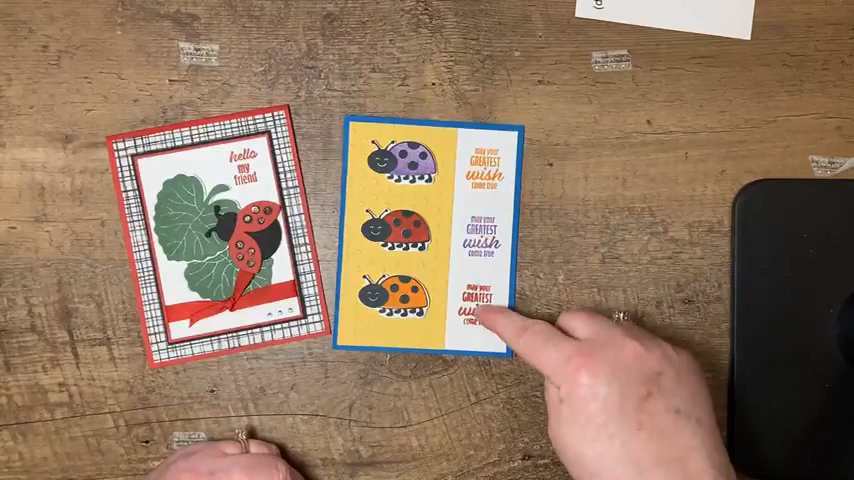 hello
my
friend
may your
GREATEST
wish
come true
may your
GREATEST
wish
come true
may your
GREATEST